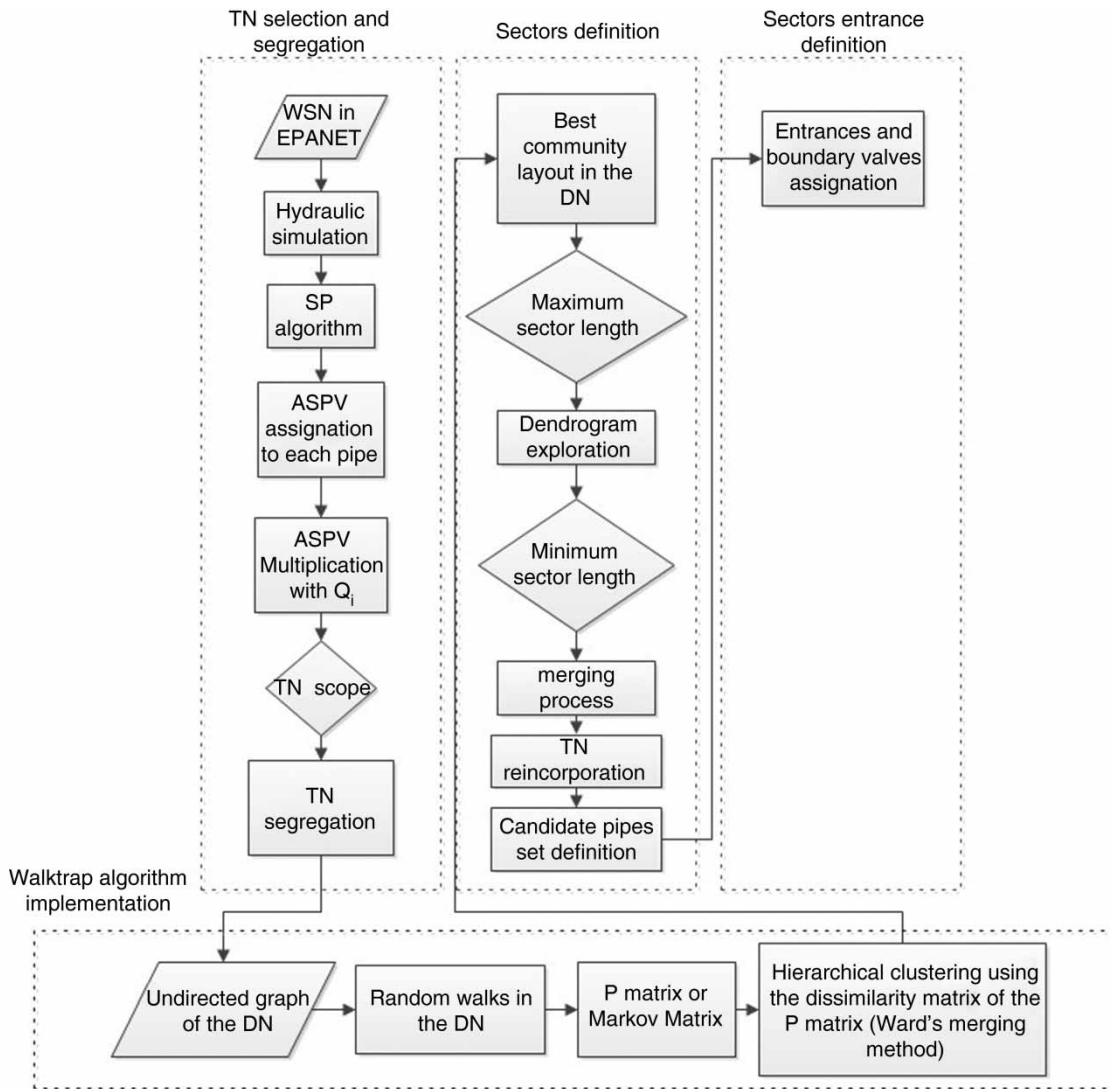 TN selection and
segregation
WSN in
EPANET
Hydraulic
simulation
SP
algorithm
ASPV
assignation
to each pipe
ASPV
Multiplication
with Qi
TN scope
TN
segregation
Sectors definition
Best
community
layout in the
DN
Maximum
sector length
Dendrogram
exploration
Minimum
sector length
merging
process
TN
reincorporation
Candidate pipes
set definition
Sectors entrance
definition
Entrances and
boundary valves
assignation
Walktrap algorithm
implementation
Undirected graph
of the DN
Random walks in
the DN
P matrix or
Markov Matrix
Hierarchical clustering using
the dissimilarity matrix of the
P matrix (Ward’s merging
method)